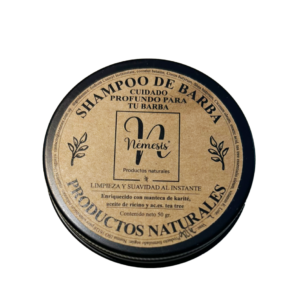 SHAMPOO DE BARBA
CUIDADO
PROFUNDO PARA
TU BARBA
Nemesis
Productos naturales
LIMPIEZA Y SUAVIDAD AL INSTANTE
Enriquecido con manteca de karité,
aceite de ricino y ac.es. tea tree
Contenido neto 50 gr.
PRODUCTOS NATURALES